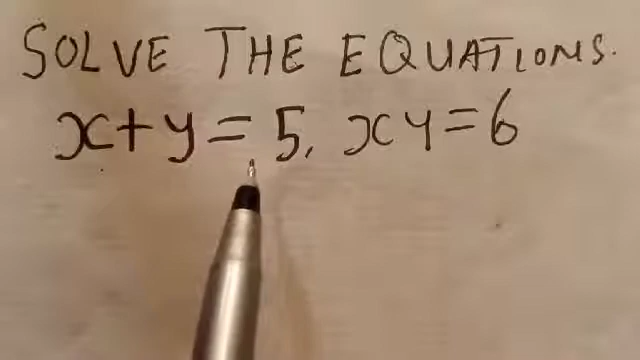 SOLVE THE EQUATIONS.
x+y=5, xy=6